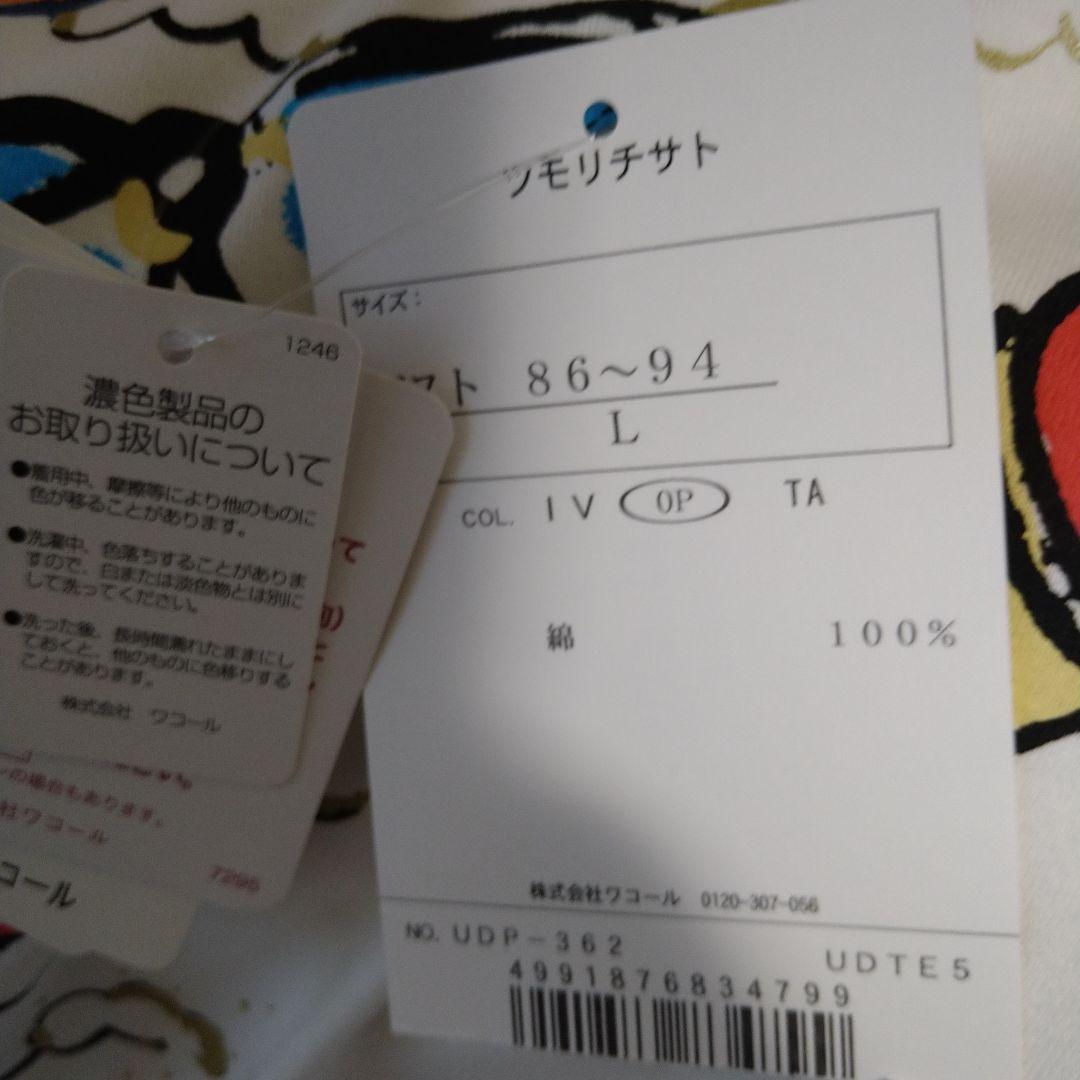 ツモリチサト
サイズ:
86～94
L
COL. IV OP TA
綿 100%
株式会社ワコール 0120-307-056
NO. UDP-362
UDTE5
4991876834799
1246
濃色製品の
お取り扱いについて
●着用中、摩擦等により他のものに
色が移ることがあります。
●洗濯中、色落ちすることがありま
すので、白または淡色物とは別に
して洗ってください。
●洗った後、長時間濡れたままにし
ておくと、他のものに色移りする
ことがあります。
株式会社 ワコール
の場合もあります。
社ワコール
7295
コール